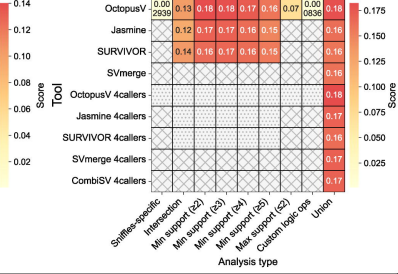 0.14
0.12
0.10
0.08
0.06
0.04
0.02
Score
Tool
OctopusV
0.00 2939 0.13 0.18 0.18 0.17 0.16 0.07 0.00 0836 0.18
Jasmine
0.12 0.17 0.17 0.16 0.15 0.16
SURVIVOR
0.14 0.16 0.17 0.16 0.15 0.16
SVmerge
0.16
OctopusV 4callers
0.18
Jasmine 4callers
0.17
SURVIVOR 4callers
0.16
SVmerge 4callers
0.17
CombiSV 4callers
0.17
Sniffles-specific
Intersection
Min support (≥2)
Min support (≥3)
Min support (≥4)
Min support (≥5)
Max support (≤2)
Custom logic ops
Union
Analysis type
0.175
0.150
0.125
0.100
0.075
0.050
0.025
Score